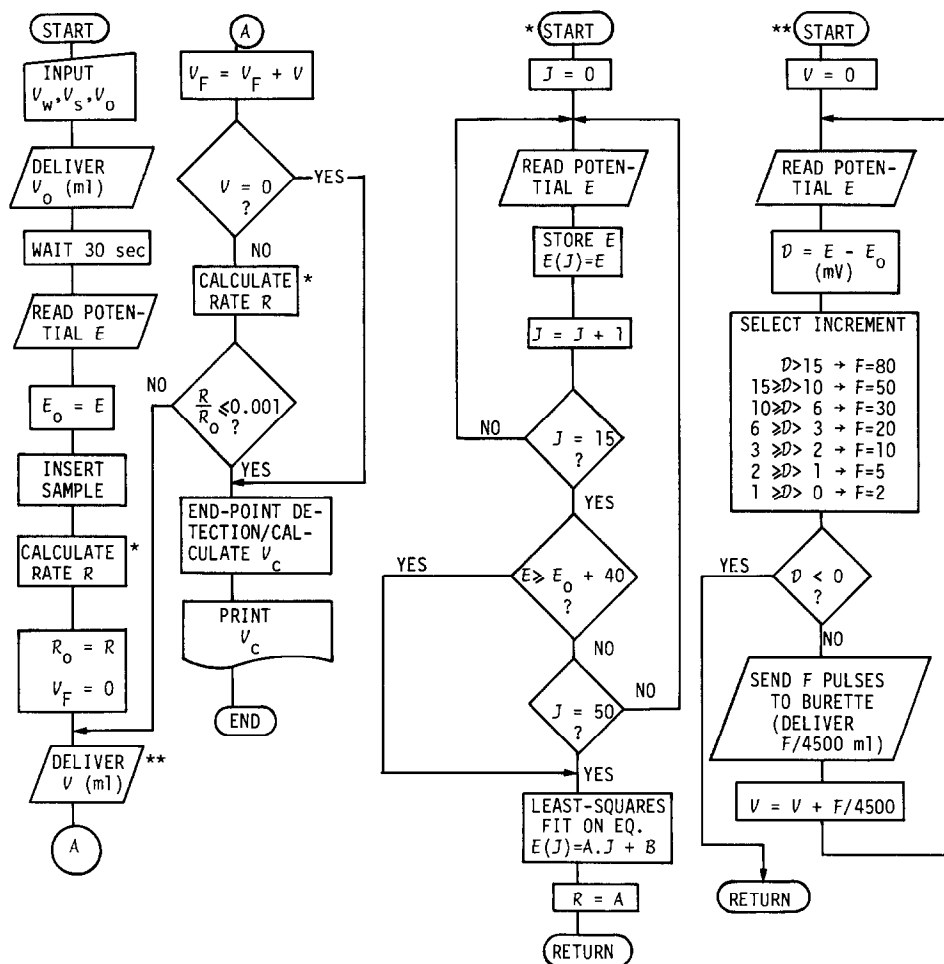 START
INPUT
V_w, V_s, V_o
DELIVER
V_o (ml)
WAIT 30 sec
READ POTEN-
TIAL E
E_o = E
INSERT
SAMPLE
CALCULATE *
RATE R
R_o = R
V_F = 0
DELIVER **
V (ml)
A
A
V_F = V_F + V
V = 0
?
YES
NO
CALCULATE *
RATE R
R/R_o ≤0.001
?
NO
YES
END-POINT DE-
TECTION/CAL-
CULATE V_c
PRINT
V_c
END
* START
J = 0
READ POTEN-
TIAL E
STORE E
E(J)=E
J = J + 1
J = 15
?
NO
YES
E≥ E_o + 40
?
YES
NO
J = 50
?
NO
YES
LEAST-SQUARES
FIT ON EQ.
E(J)=A.J + B
R = A
RETURN
** START
V = 0
READ POTEN-
TIAL E
D = E - E_o
(mV)
SELECT INCREMENT
D>15 → F=80
15≥D>10 → F=50
10≥D> 6 → F=30
6 ≥D> 3 → F=20
3 ≥D> 2 → F=10
2 ≥D> 1 → F=5
1 ≥D> 0 → F=2
D < 0
?
YES
NO
SEND F PULSES
TO BURETTE
(DELIVER
F/4500 ml)
V = V + F/4500
RETURN